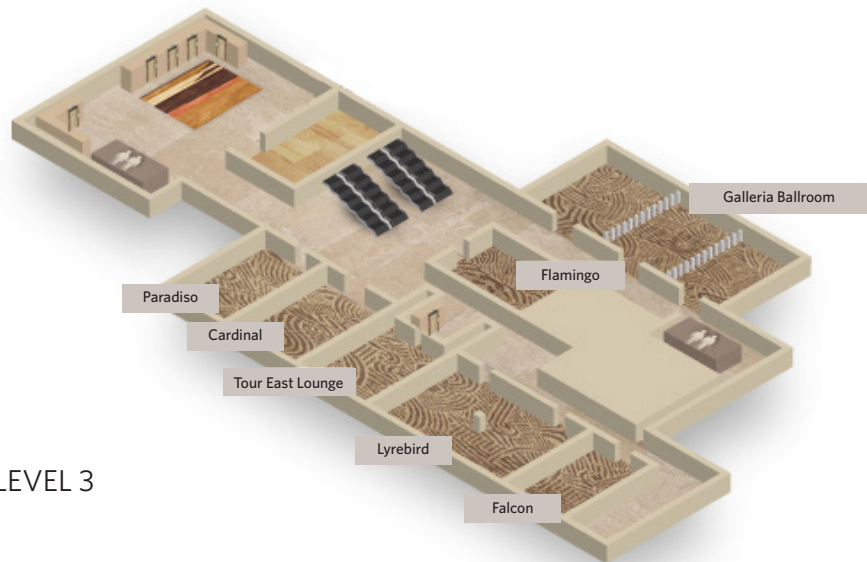 Galleria Ballroom
Flamingo
Paradiso
Cardinal
Tour East Lounge
Lyrebird
LEVEL 3
Falcon